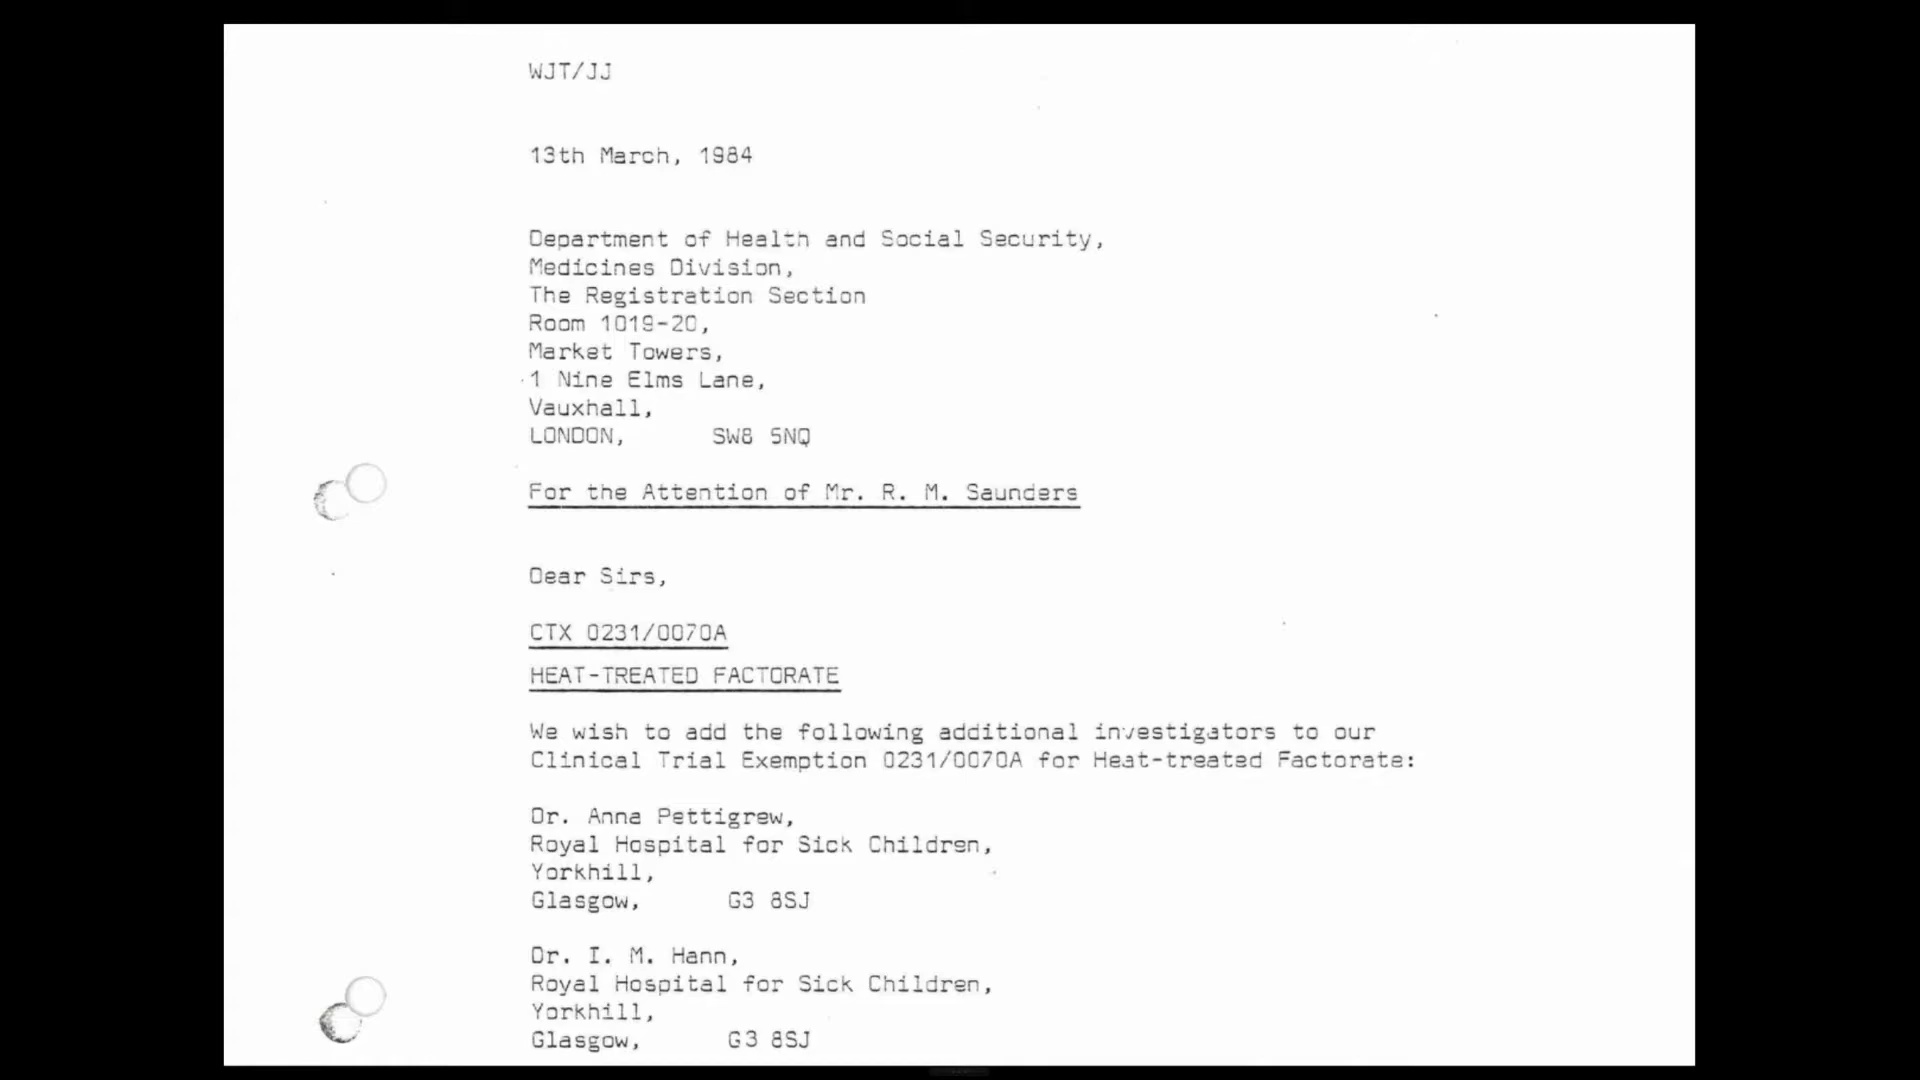 WJT/JJ
13th March, 1984
Department of Health and Social Security,
Medicines Division,
The Registration Section
Room 1019-20,
Market Towers,
1 Nine Elms Lane,
Vauxhall,
LONDON, SW8 5NQ
For the Attention of Mr. R. M. Saunders
Dear Sirs,
CTX 0231/0070A
HEAT-TREATED FACTORATE
We wish to add the following additional investigators to our
Clinical Trial Exemption 0231/0070A for Heat-treated Factorate:
Dr. Anna Pettigrew,
Royal Hospital for Sick Children,
Yorkhill,
Glasgow, G3 8SJ
Dr. I. M. Hann,
Royal Hospital for Sick Children,
Yorkhill,
Glasgow, G3 8SJ